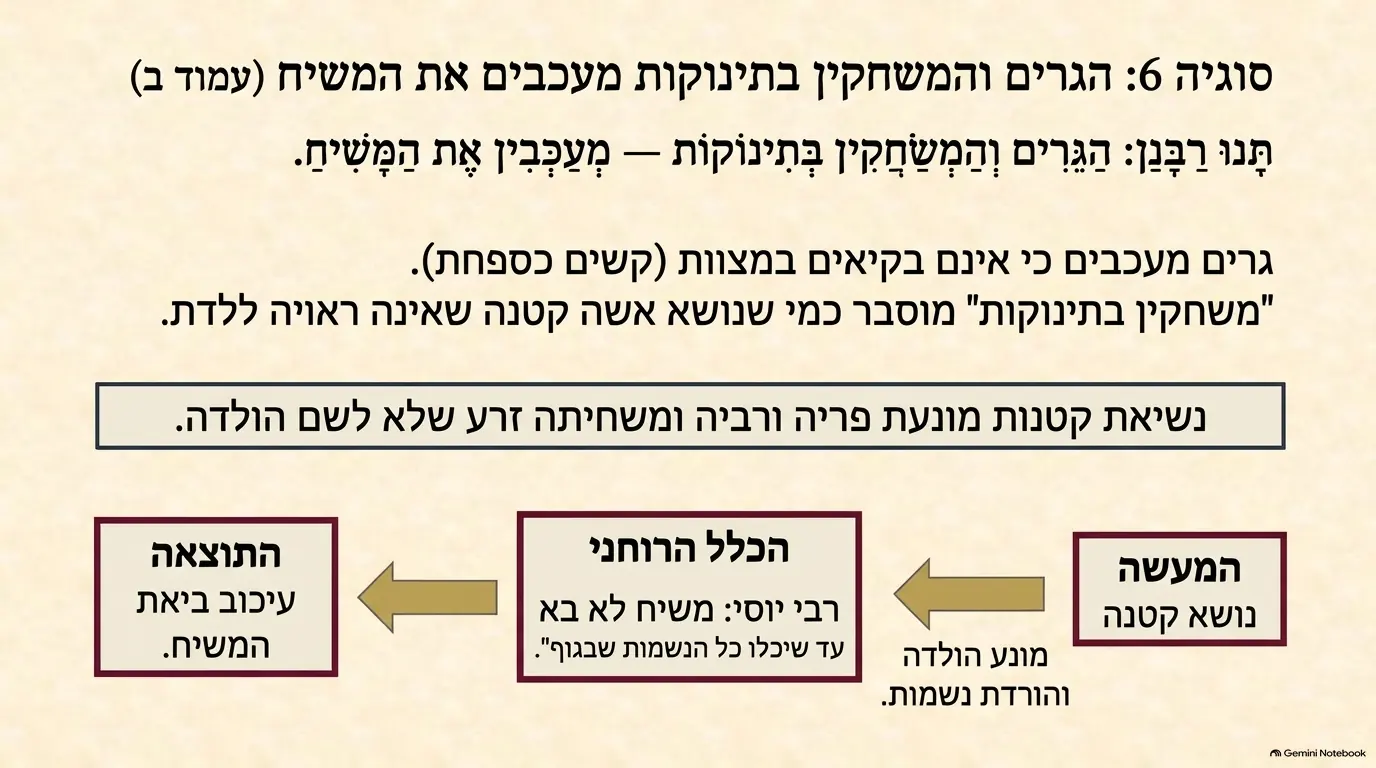 סוגיה 6: הגרים והמשחקין בתינוקות מעכבים את המשיח (עמוד ב)
תָּנוּ רַבָּנַן: הַגֵּרִים וְהַמְשַׂחֲקִין בְּתִינוֹקוֹת — מְעַכְּבִין אֶת הַמָּשִׁיחַ.
גרים מעכבים כי אינם בקיאים במצוות (קשים כספחת).
"משחקין בתינוקות" מוסבר כמי שנושא אשה קטנה שאינה ראויה ללדת.
נשיאת קטנות מונעת פריה ורביה ומשחיתה זרע שלא לשם הולדה.
המעשה
נושא קטנה
מונע הולדה
והורדת נשמות.
הכלל הרוחני
רבי יוסי: משיח לא בא
עד שיכלו כל הנשמות שבגוף".
התוצאה
עיכוב ביאת
המשיח.
Gemini Notebook